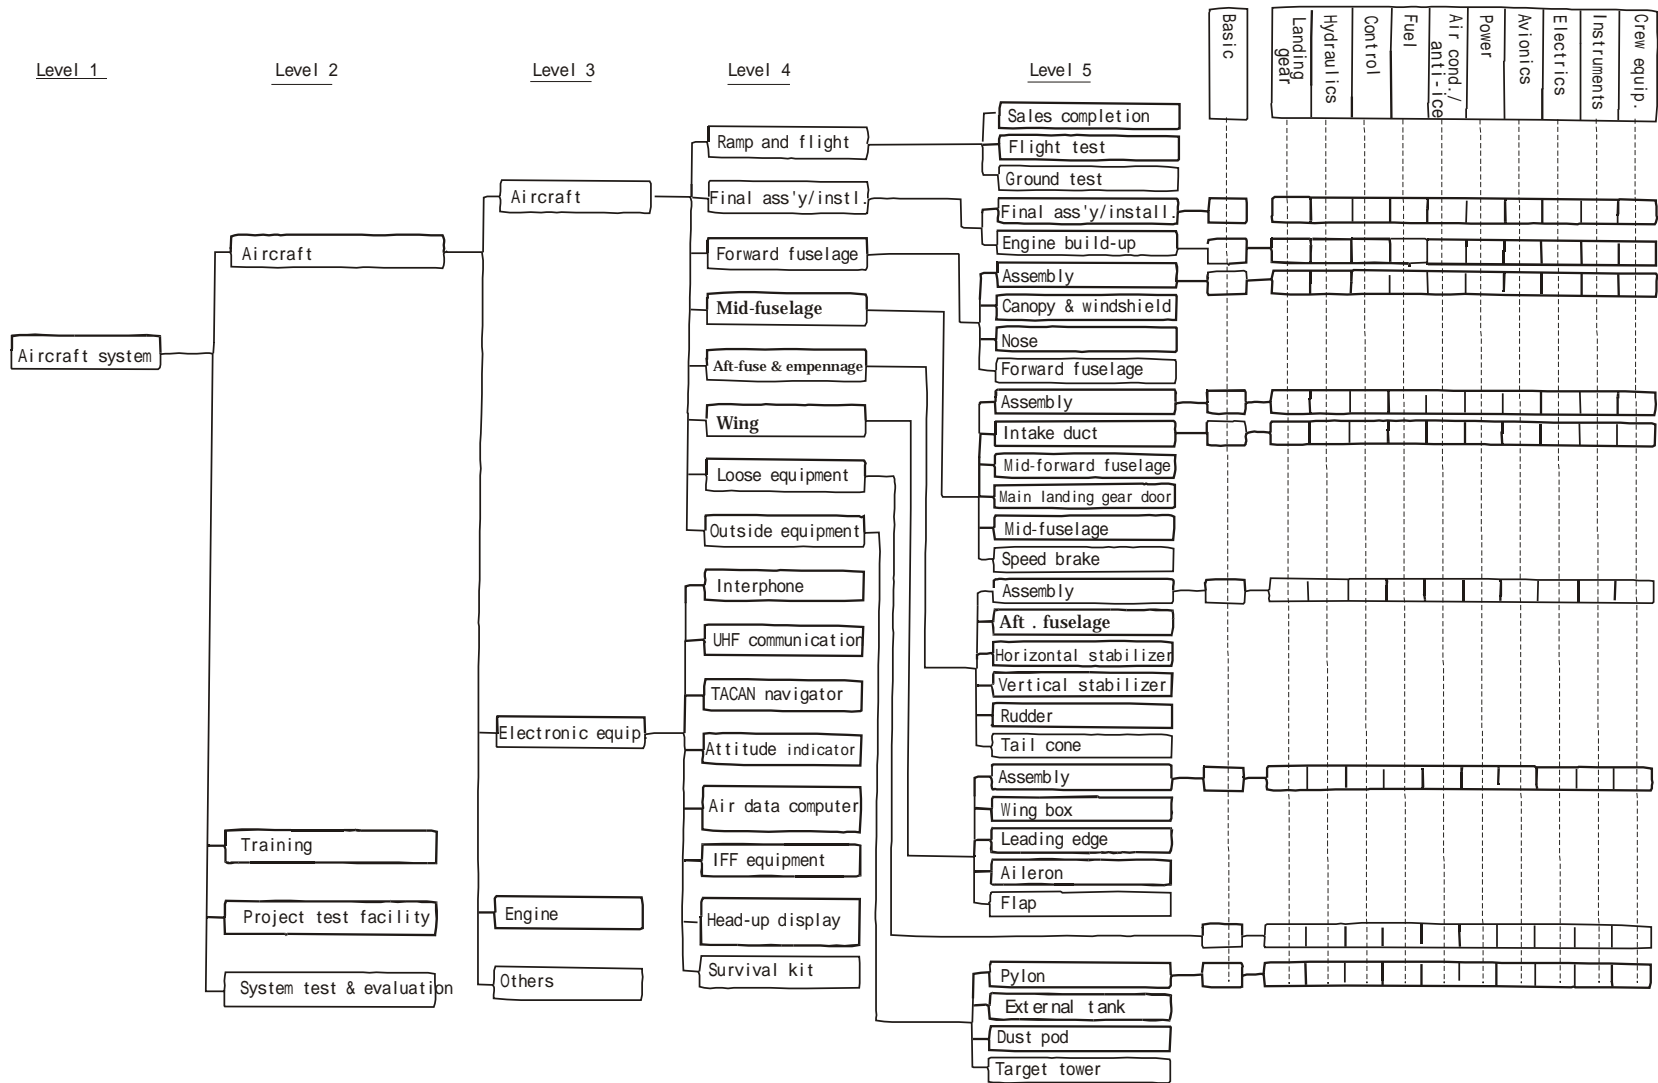 Level 1
Level 2
Level 3
Level 4
Level 5
Basic
Landing
gear
Hydraulics
Control
Fuel
Air cond./
anti-ice
Power
Avionics
Electrics
Instruments
Crew equip.
Aircraft system
Aircraft
Training
Project test facility
System test & evaluation
Aircraft
Electronic equip
Engine
Others
Ramp and flight
Final ass'y/instl.
Forward fuselage
Mid-fuselage
Aft-fuse & empennage
Wing
Loose equipment
Outside equipment
Interphone
UHF communication
TACAN navigator
Attitude indicator
Air data computer
IFF equipment
Head-up display
Survival kit
Sales completion
Flight test
Ground test
Final ass'y/install.
Engine build-up
Assembly
Canopy & windshield
Nose
Forward fuselage
Assembly
Intake duct
Mid-forward fuselage
Main landing gear door
Mid-fuselage
Speed brake
Assembly
Aft . fuselage
Horizontal stabilizer
Vertical stabilizer
Rudder
Tail cone
Assembly
Wing box
Leading edge
Aileron
Flap
Pylon
External tank
Dust pod
Target tower